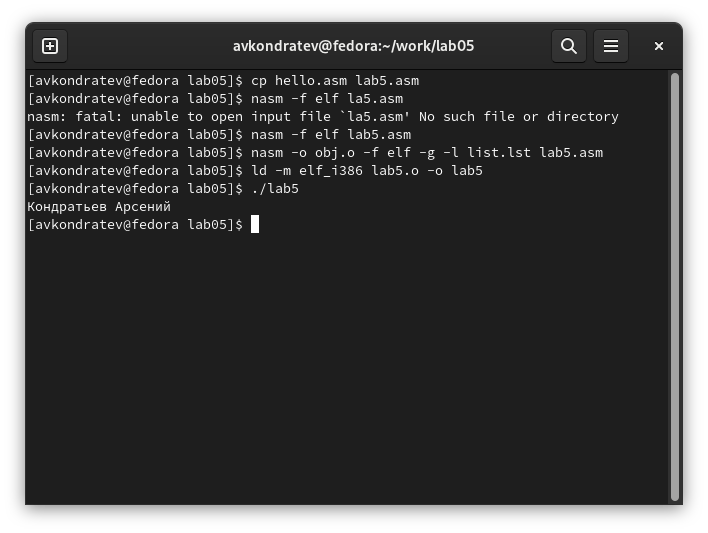 avkondratev@fedora:~/work/lab05
[avkondratev@fedora lab05]$ cp hello.asm lab5.asm
[avkondratev@fedora lab05]$ nasm -f elf la5.asm
nasm: fatal: unable to open input file `la5.asm' No such file or directory
[avkondratev@fedora lab05]$ nasm -f elf lab5.asm
[avkondratev@fedora lab05]$ nasm -o obj.o -f elf -g -l list.lst lab5.asm
[avkondratev@fedora lab05]$ ld -m elf_i386 lab5.o -o lab5
[avkondratev@fedora lab05]$ ./lab5
Кондратьев Арсений
[avkondratev@fedora lab05]$